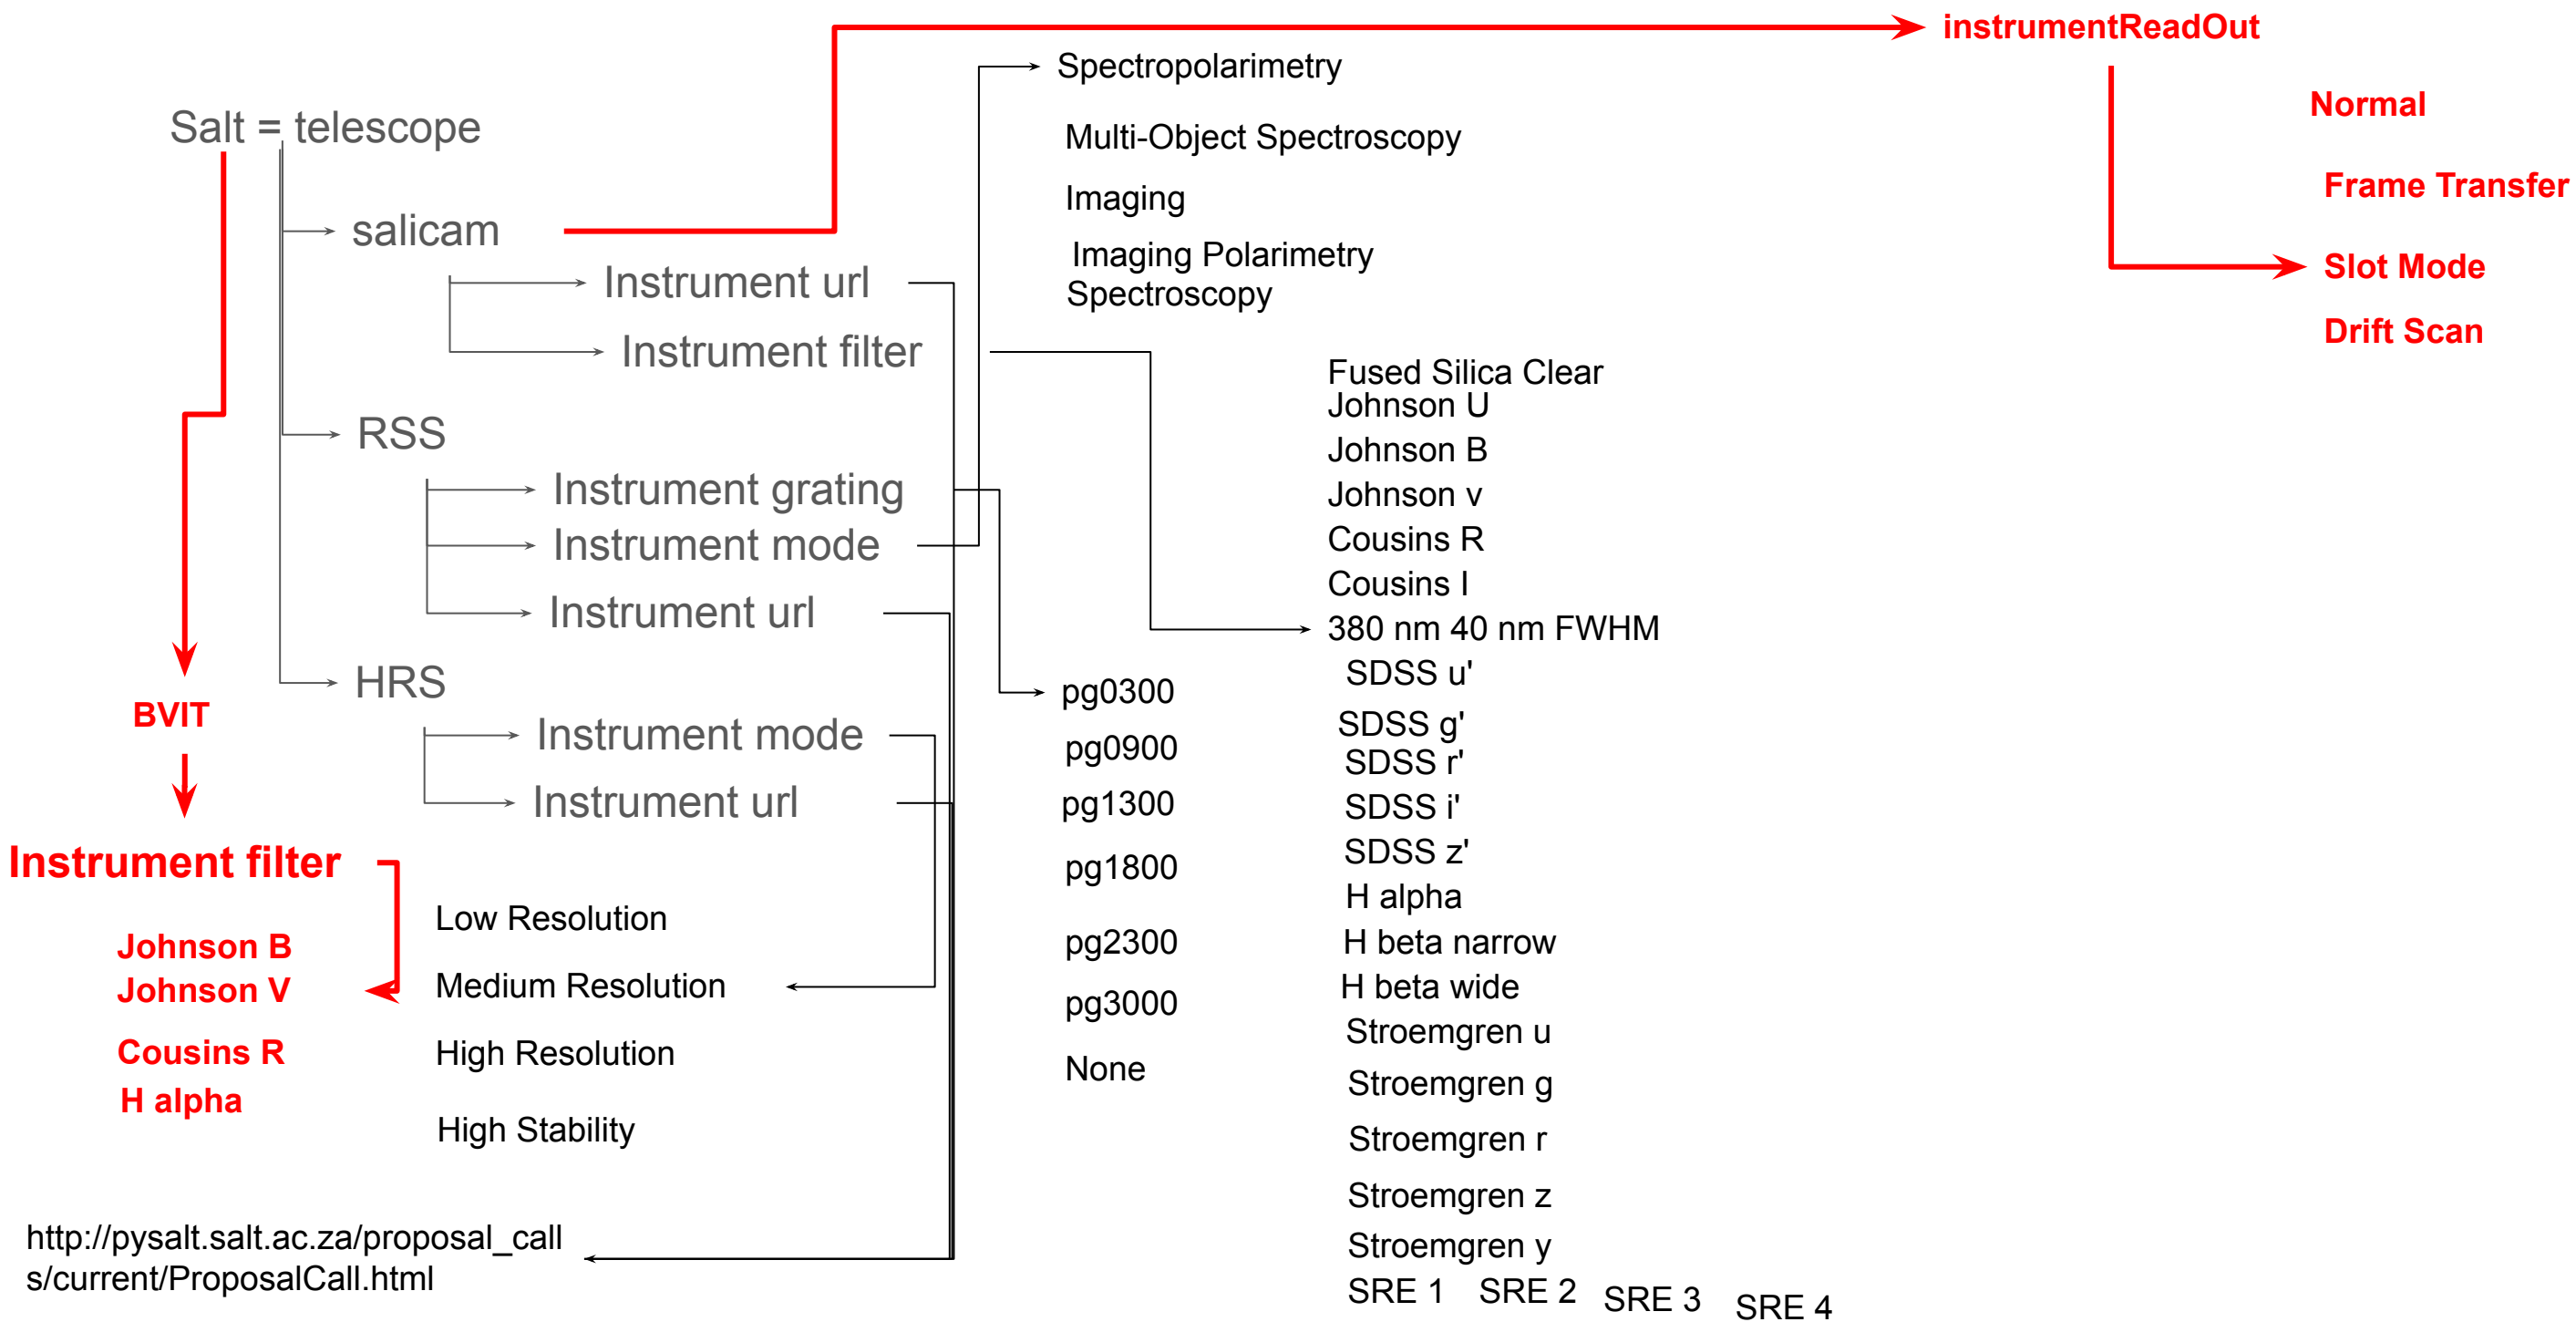 Salt = telescope
salicam
Instrument url
Instrument filter
RSS
Instrument grating
Instrument mode
Instrument url
HRS
Instrument mode
Instrument url
BVIT
Instrument filter
Johnson B
Johnson V
Cousins R
H alpha
Low Resolution
Medium Resolution
High Resolution
High Stability
http://pysalt.salt.ac.za/proposal_call
s/current/ProposalCall.html
Spectropolarimetry
Multi-Object Spectroscopy
Imaging
Imaging Polarimetry
Spectroscopy
pg0300
pg0900
pg1300
pg1800
pg2300
pg3000
None
Fused Silica Clear
Johnson U
Johnson B
Johnson v
Cousins R
Cousins I
380 nm 40 nm FWHM
SDSS u'
SDSS g'
SDSS r'
SDSS i'
SDSS z'
H alpha
H beta narrow
H beta wide
Stroemgren u
Stroemgren g
Stroemgren r
Stroemgren z
Stroemgren y
SRE 1 SRE 2 SRE 3 SRE 4
instrumentReadOut
Normal
Frame Transfer
Slot Mode
Drift Scan